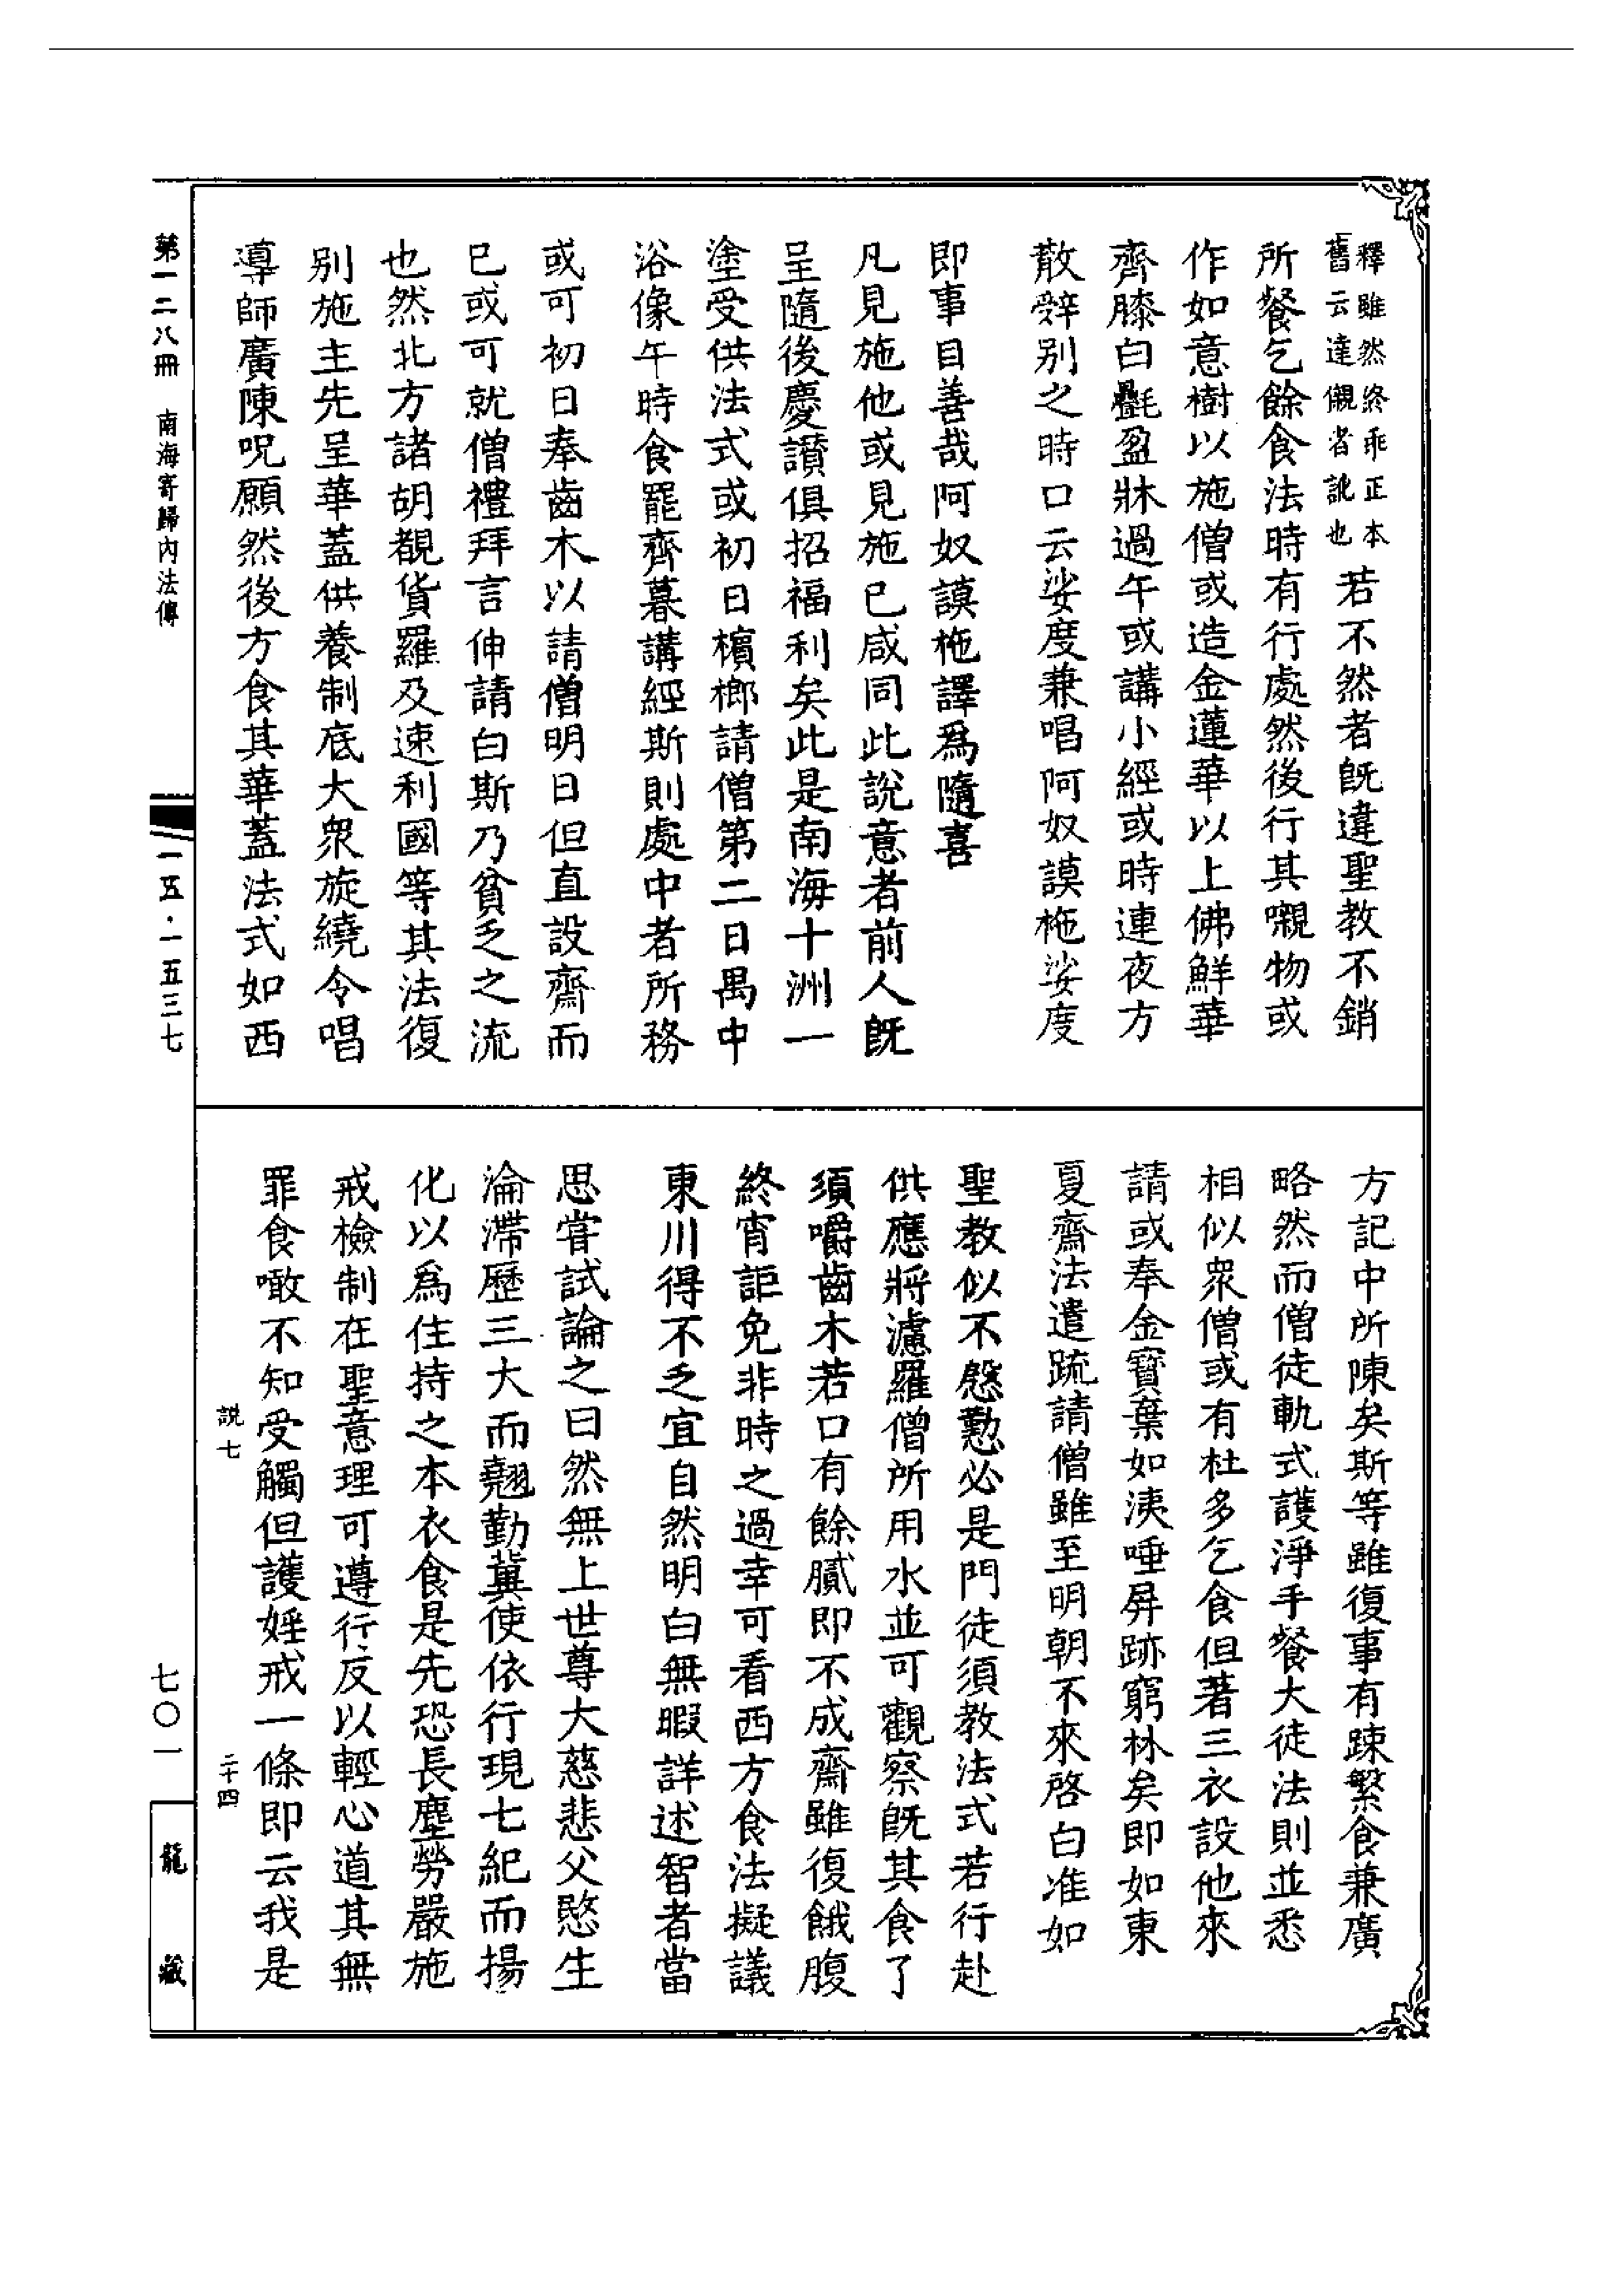 釋雖然終乖正本
舊云達儭者訛也
若不然者旣違聖教不銷
所餐乞餘食法時有行處然後行其嚫物或
作如意樹以施僧或造金蓮華以上佛鮮華
齊膝白㲲盈牀過午或講小經或時連夜方
散辤别之時口云娑度兼唱阿奴謨柂娑度
即事目善哉阿奴謨柂譯爲隨喜
凡見施他或見施已咸同此說意者前人旣
呈隨後慶讃俱招福利矣此是南海十洲一
塗受供法式或初日檳榔請僧第二日禺中
浴像午時食罷齊暮講經斯則處中者所務
或可初日奉齒木以請僧明日但直設齋而
已或可就僧禮拜言伸請白斯乃貧乏之流
也然北方諸胡覩貨羅及速利國等其法復
别施主先呈華蓋供養制底大衆旋繞令唱
導師廣陳呪願然後方食其華蓋法式如西
方記中所陳矣斯等雖復事有踈繁食兼廣
略然而僧徒軌式護淨手餐大徒法則並悉
相似衆僧或有杜多乞食但著三衣設他來
請或奉金寶棄如洟唾屛跡窮林矣即如東
夏齋法遣䟽請僧雖至明朝不來啓白准如
聖教似不慇懃必是門徒須教法式若行赴
供應將濾羅僧所用水並可觀察旣其食了
須嚼齒木若口有餘膩即不成齋雖復餓腹
終宵詎免非時之過幸可看西方食法擬議
東川得不乏宜自然明白無暇詳述智者當
思甞試論之曰然無上世尊大慈悲父愍生
淪滯歷三大而翹勤冀使依行現七紀而揚
化以爲住持之本衣食是先恐長塵勞嚴施
戒檢制在聖意理可遵行反以輕心道其無
罪食噉不知受觸但護婬戒一條即云我是
說七
二十四
第一二八冊 南海寄歸內法傳
一五·一五三七
七〇一
龍藏